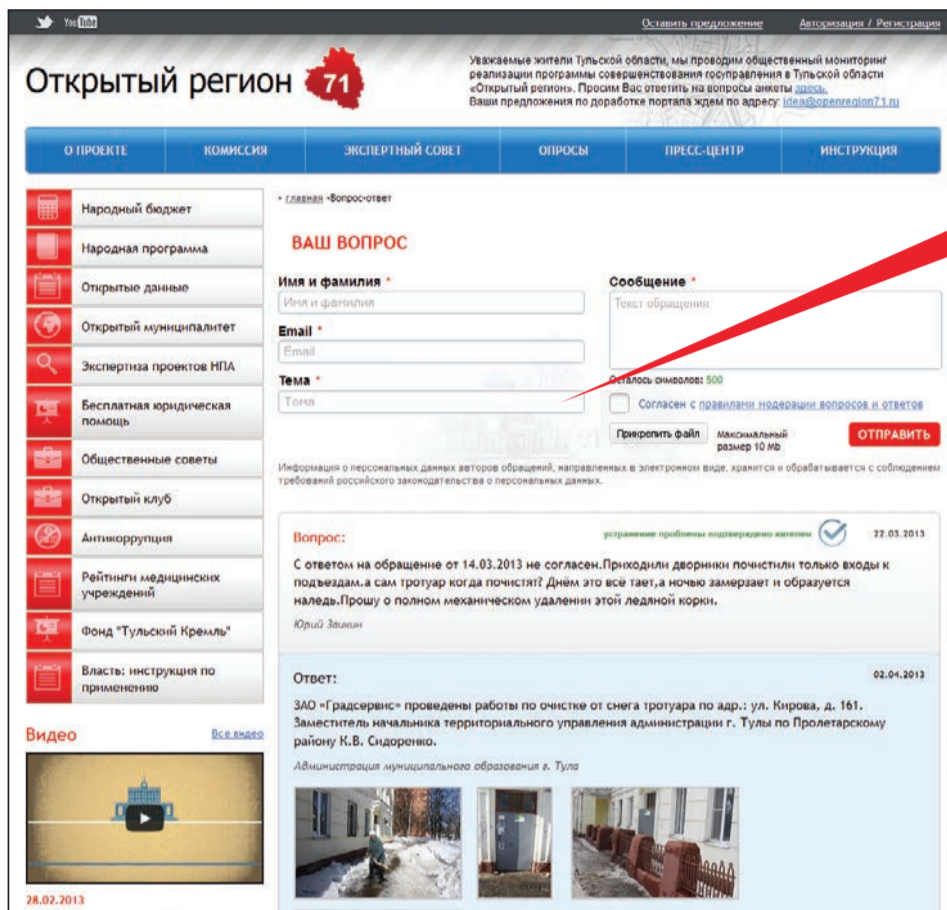 You Tube
Оставить предложение
Авторизация / Регистрация
Открытый регион 71
Уважаемые жители Тульской области, мы проводим общественный мониторинг
реализации программы совершенствования госуправления в Тульской области
«Открытый регион». Просим Вас ответить на вопросы анкеты здесь.
Ваши предложения по доработке портала ждем по адресу: idea@openregion71.ru
О ПРОЕКТЕ
КОМИССИЯ
ЭКСПЕРТНЫЙ СОВЕТ
ОПРОСЫ
ПРЕСС-ЦЕНТР
ИНСТРУКЦИЯ
Народный бюджет
Народная программа
Открытые данные
Открытый муниципалитет
Экспертиза проектов НПА
Бесплатная юридическая
помощь
Общественные советы
Открытый клуб
Антикоррупция
Рейтинги медицинских
учреждений
Фонд "Тульский Кремль"
Власть: инструкция по
применению
Видео
Все видео
28.02.2013
• главная •Вопрос-ответ
ВАШ ВОПРОС
Имя и фамилия *
Имя и фамилия
Email *
Email
Тема *
Тема
Сообщение *
Текст обращения
Осталось символов: 500
Согласен с правилами модерации вопросов и ответов
Прикрепить файл
Максимальный
размер 10 Mb
ОТПРАВИТЬ
Информация о персональных данных авторов обращений, направленных в электронном виде, хранится и обрабатывается с соблюдением
требований российского законодательства о персональных данных.
Вопрос:
устранение проблемы подтверждено жителем
22.03.2013
С ответом на обращение от 14.03.2013 не согласен.Приходили дворники почистили только входы к
подъездам.а сам тротуар когда почистят? Днём это всё тает,а ночью замерзает и образуется
наледь.Прошу о полном механическом удалении этой ледяной корки.
Юрий Звинин
Ответ:
02.04.2013
ЗАО «Градсервис» проведены работы по очистке от снега тротуара по адр.: ул. Кирова, д. 161.
Заместитель начальника территориального управления администрации г. Тулы по Пролетарскому
району К.В. Сидоренко.
Администрация муниципального образования г. Тула